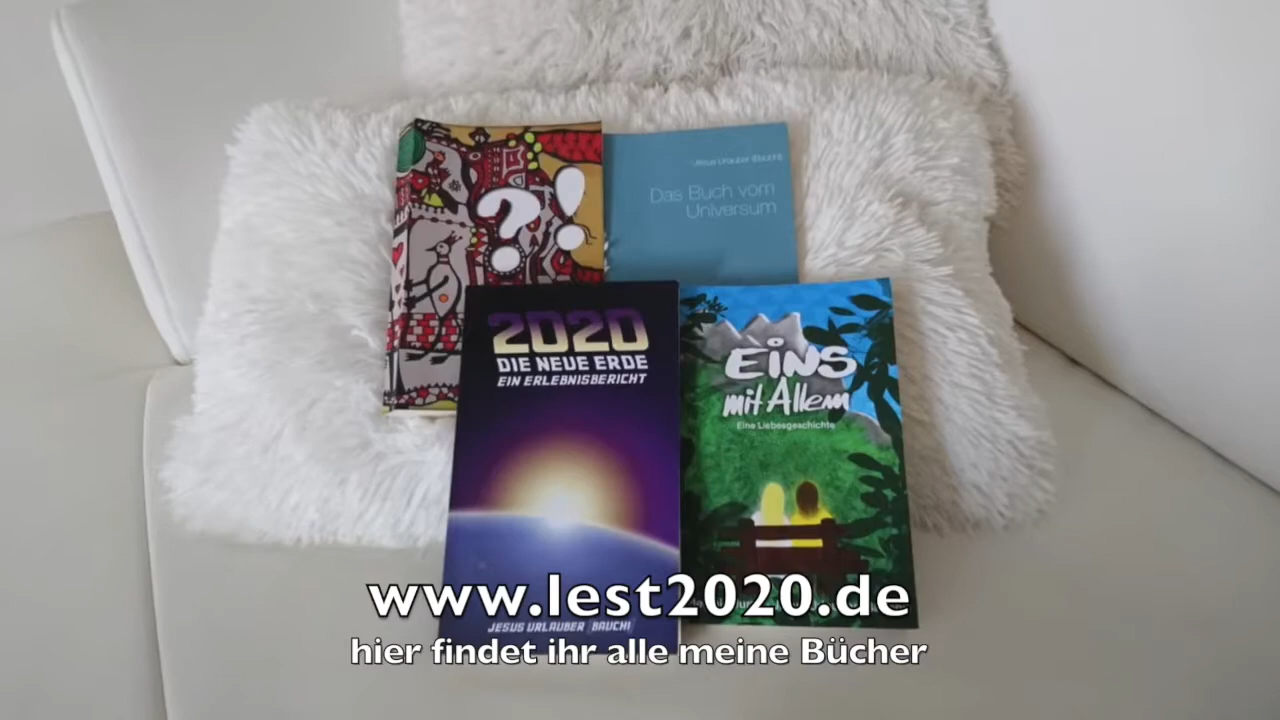 ?!
Jesus Urlauber (Bauchi)
Das Buch vom
Universum
2020
DIE NEUE ERDE
EIN ERLEBNISBERICHT
JESUS URLAUBER (BAUCHI)
EiNS
mit Allem
Eine Liebesgeschichte
www.lest2020.de
hier findet ihr alle meine Bücher